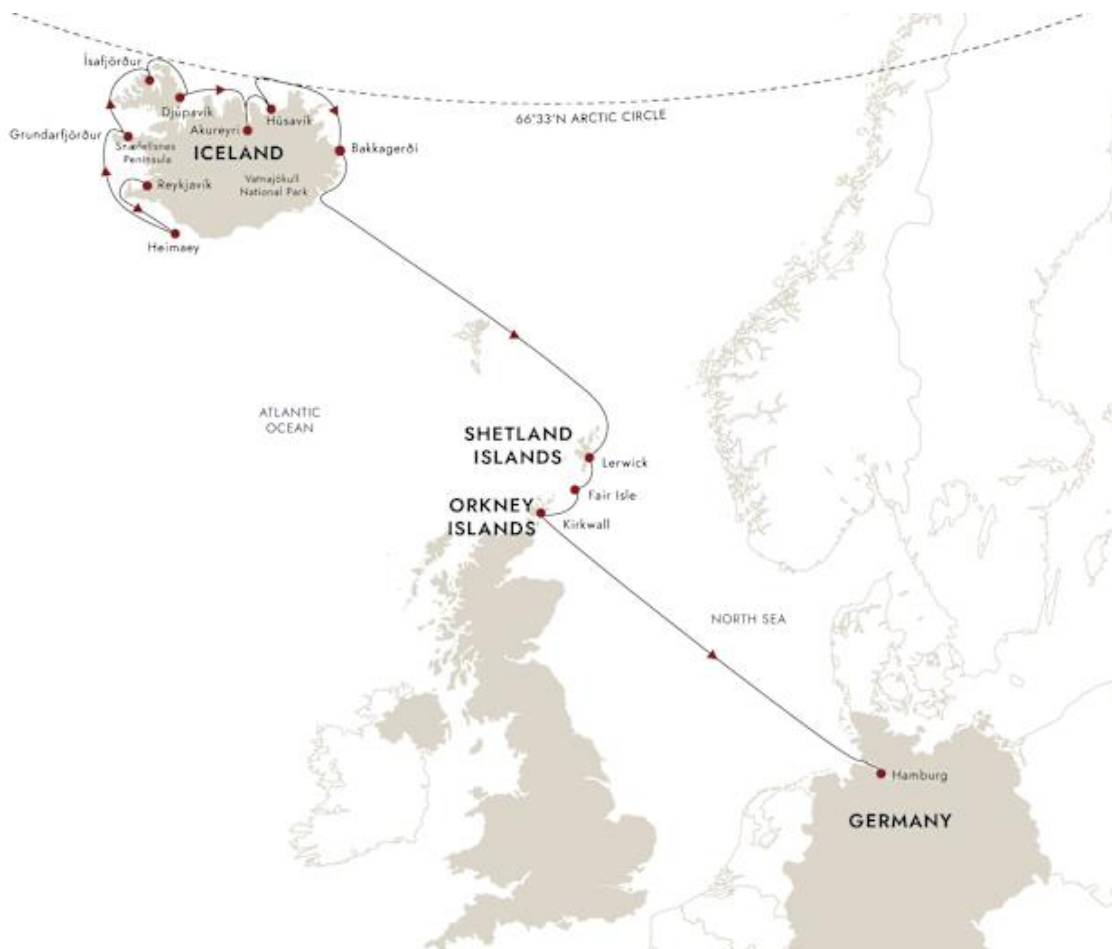 Ísafjörður
Djúpavík
Húsavík
66°33'N ARCTIC CIRCLE
Akureyri
Grundarfjörður
Snæfellsnes
Peninsula
ICELAND
Bakkagerði
Vatnajökull
National Park
Reykjavík
Heimaey
ATLANTIC
OCEAN
SHETLAND
ISLANDS
Lerwick
Fair Isle
ORKNEY
ISLANDS
Kirkwall
NORTH SEA
Hamburg
GERMANY